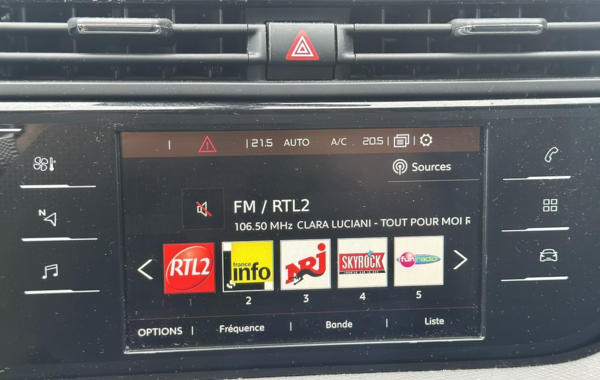 21.5 AUTO A/C 20.5
Sources
N
FM / RTL2
106.50 MHz CLARA LUCIANI - TOUT POUR MOI R
RTL2 france info NRJ SKYROCK fun radio
1 2 3 4 5
OPTIONS Fréquence Bande Liste